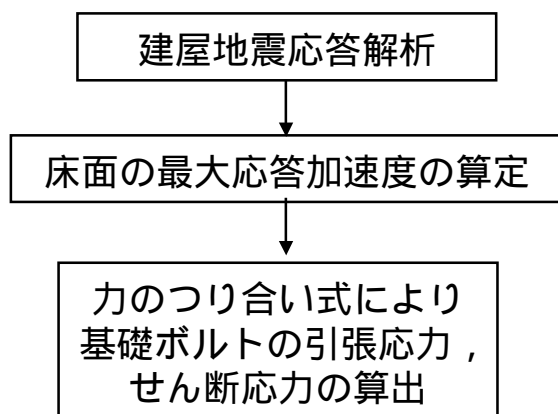 建屋地震応答解析
床面の最大応答加速度の算定
力のつり合い式により
基礎ボルトの引張応力，
せん断応力の算出